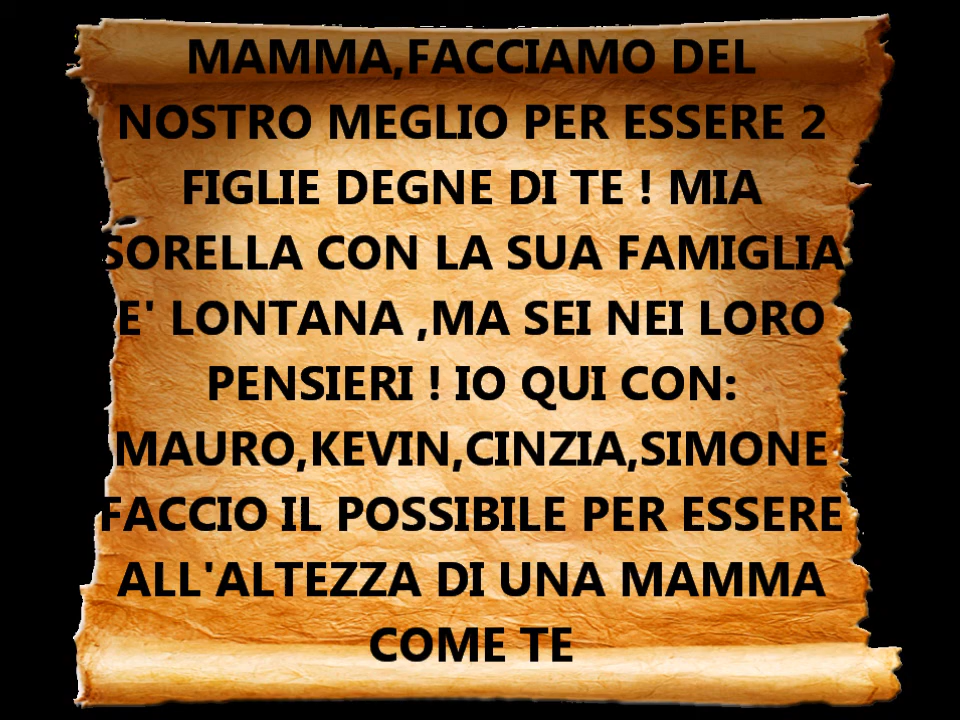 MAMMA,FACCIAMO DEL
NOSTRO MEGLIO PER ESSERE 2
FIGLIE DEGNE DI TE ! MIA
SORELLA CON LA SUA FAMIGLIA
E' LONTANA ,MA SEI NEI LORO
PENSIERI ! IO QUI CON:
MAURO,KEVIN,CINZIA,SIMONE
FACCIO IL POSSIBILE PER ESSERE
ALL'ALTEZZA DI UNA MAMMA
COME TE